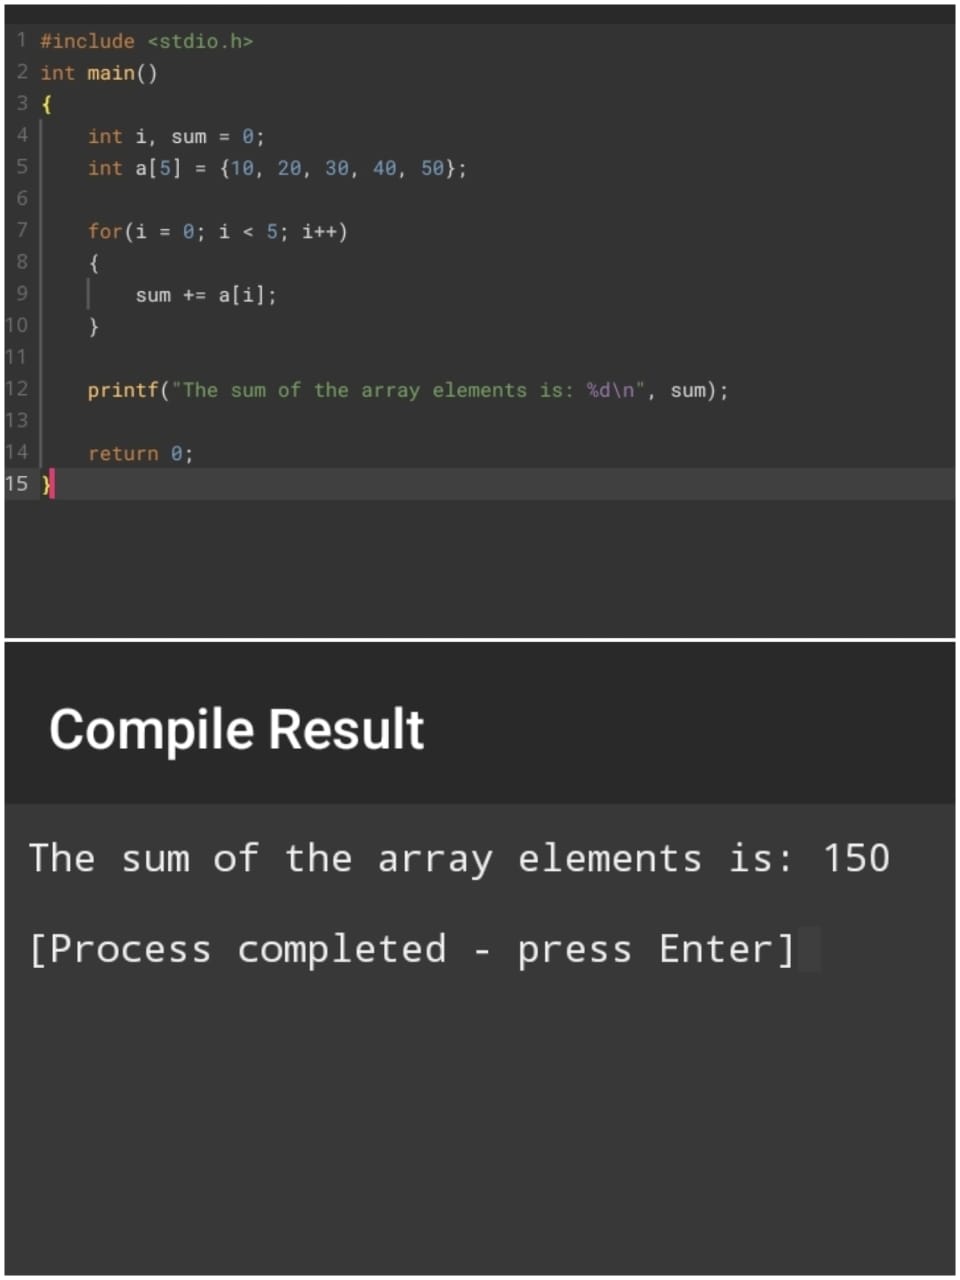 1 #include <stdio.h>
2 int main()
3 {
4     int i, sum = 0;
5     int a[5] = {10, 20, 30, 40, 50};
6
7     for(i = 0; i < 5; i++)
8     {
9         sum += a[i];
10     }
11
12     printf("The sum of the array elements is: %d\n", sum);
13
14     return 0;
15 }
Compile Result
The sum of the array elements is: 150
[Process completed - press Enter]